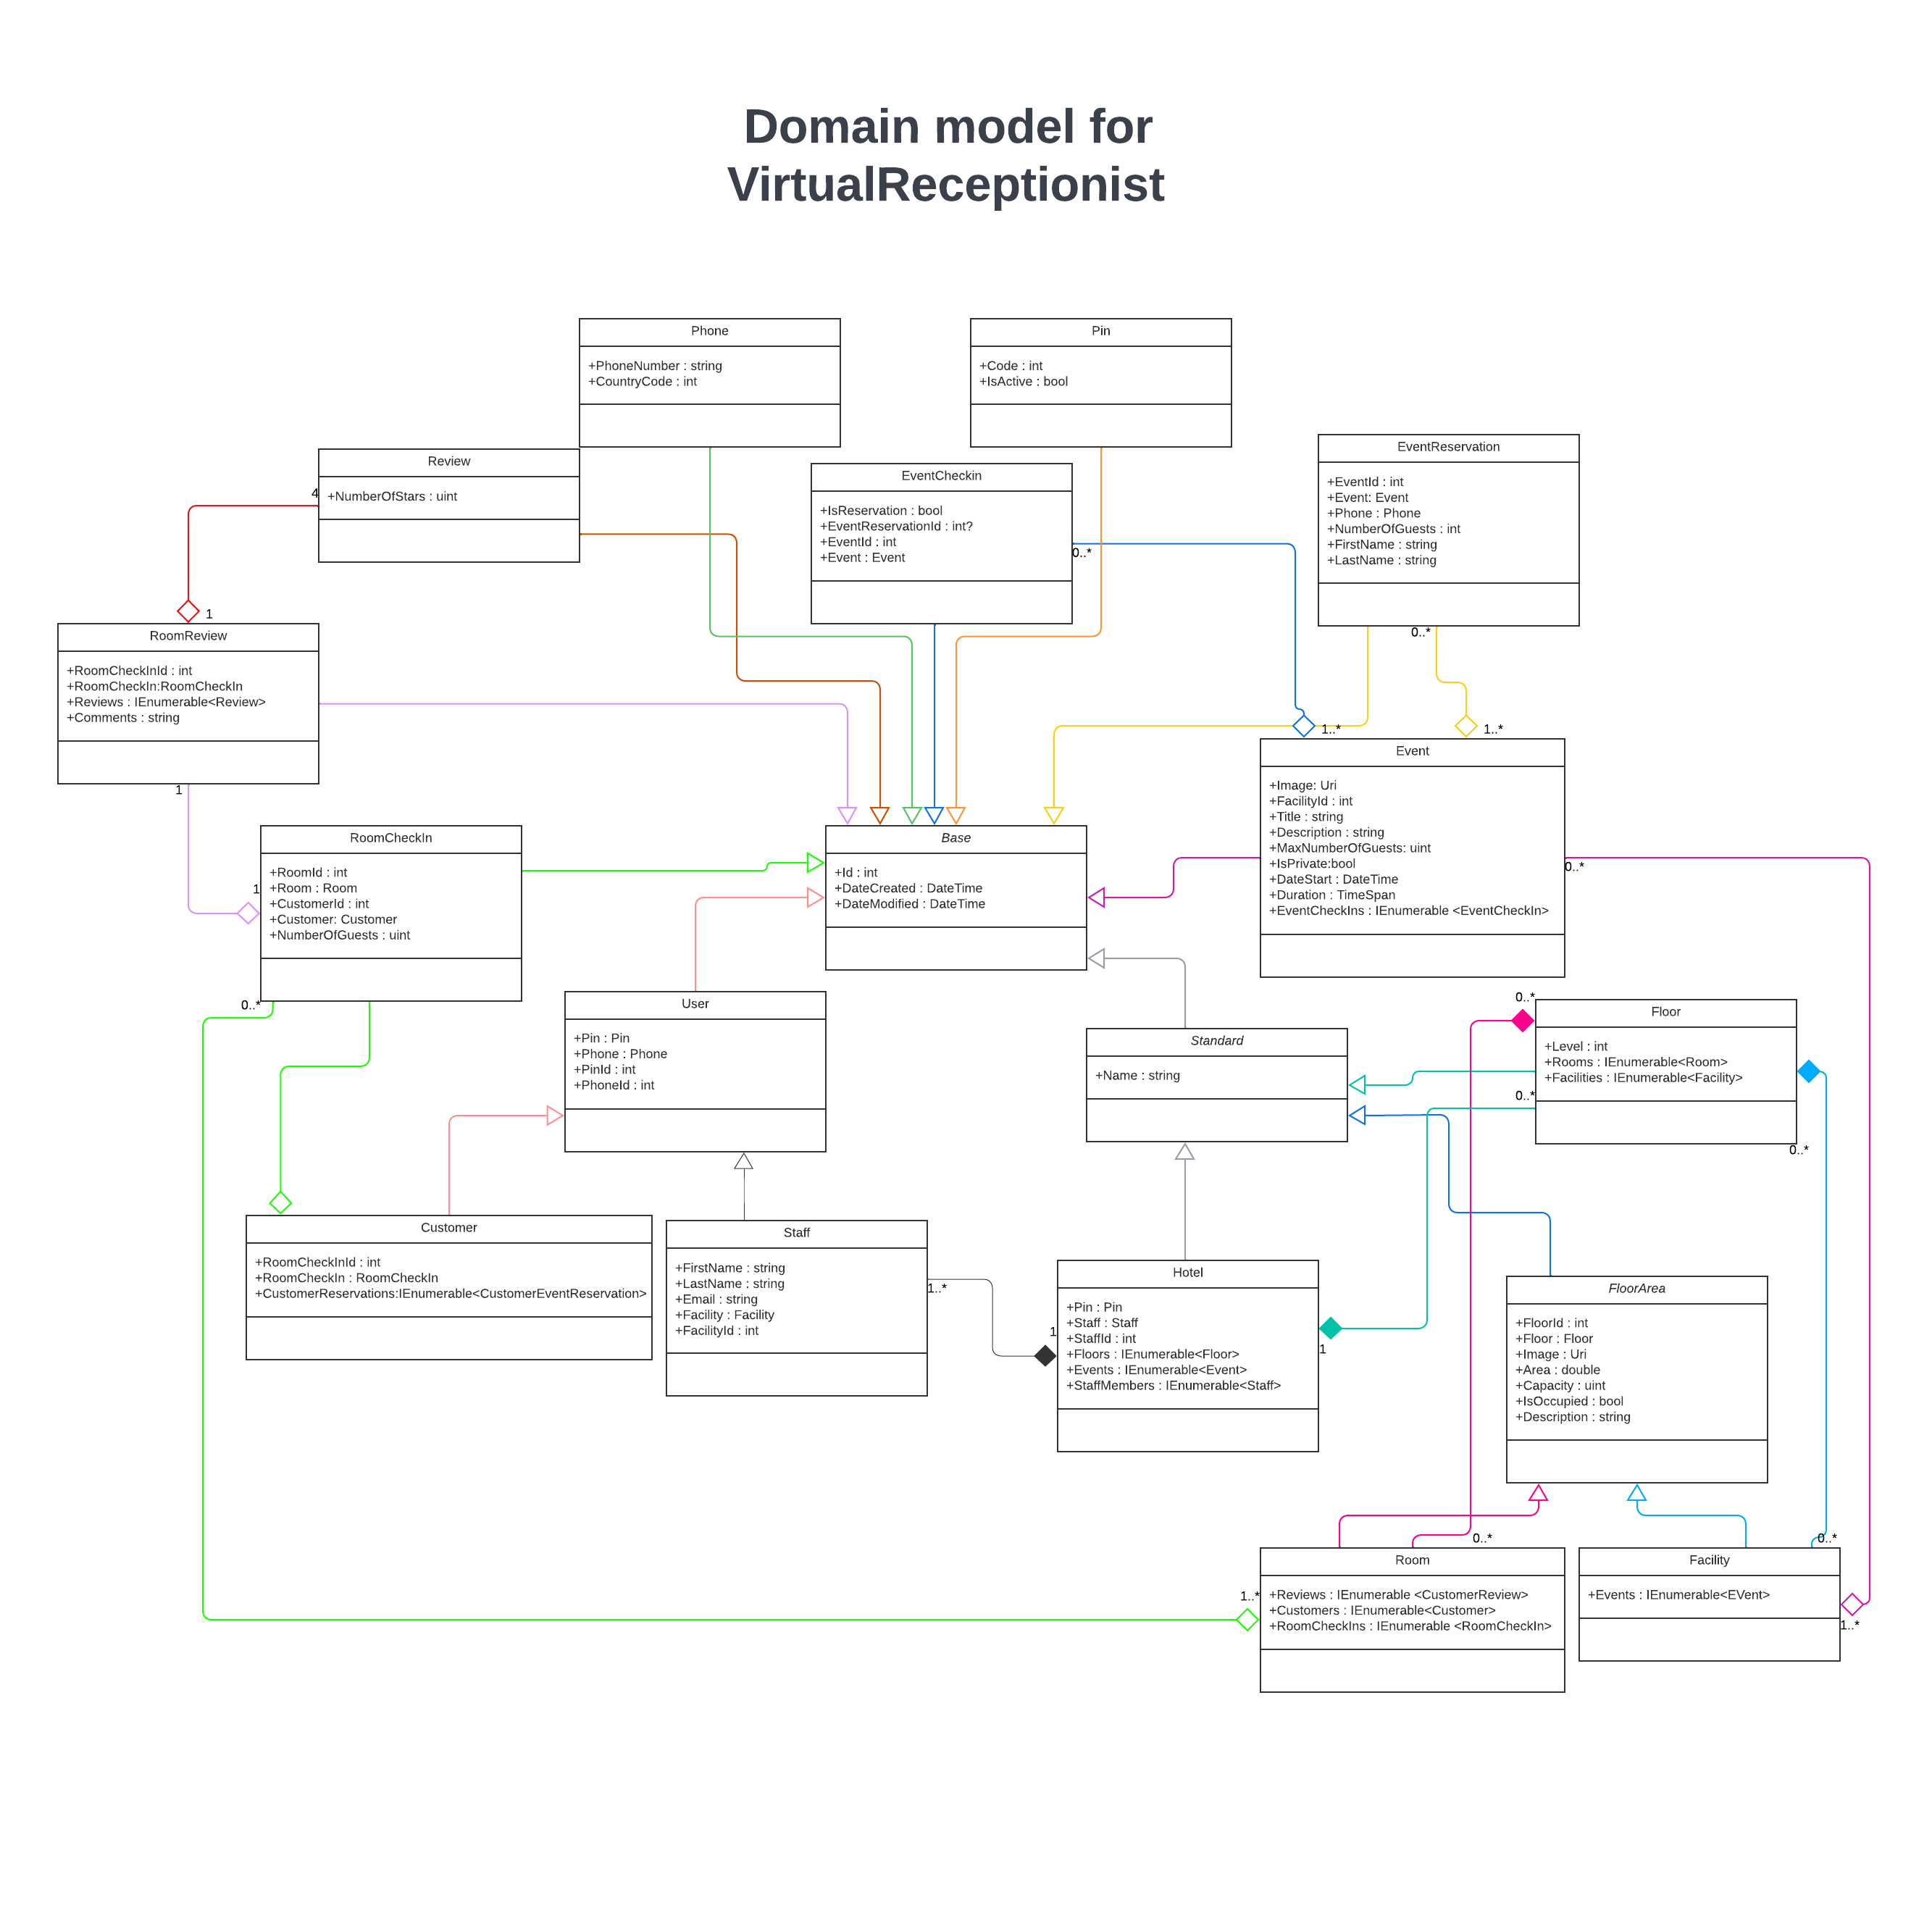 Domain model for
VirtualReceptionist
Phone
+PhoneNumber : string
+CountryCode : int
Pin
+Code : int
+IsActive : bool
Review
+NumberOfStars : uint
4
EventCheckin
+IsReservation : bool
+EventReservationId : int?
+EventId : int
+Event : Event
0..*
EventReservation
+EventId : int
+Event: Event
+Phone : Phone
+NumberOfGuests : int
+FirstName : string
+LastName : string
0..*
1
RoomReview
+RoomCheckInId : int
+RoomCheckIn:RoomCheckIn
+Reviews : IEnumerable<Review>
+Comments : string
1
1..*
1..*
Event
+Image: Uri
+FacilityId : int
+Title : string
+Description : string
+MaxNumberOfGuests: uint
+IsPrivate:bool
+DateStart : DateTime
+Duration : TimeSpan
+EventCheckIns : IEnumerable <EventCheckIn>
0..*
RoomCheckIn
+RoomId : int
+Room : Room
+CustomerId : int
+Customer: Customer
+NumberOfGuests : uint
1
0..*
Base
+Id : int
+DateCreated : DateTime
+DateModified : DateTime
User
+Pin : Pin
+Phone : Phone
+PinId : int
+PhoneId : int
Standard
+Name : string
0..*
Floor
+Level : int
+Rooms : IEnumerable<Room>
+Facilities : IEnumerable<Facility>
0..*
0..*
Customer
+RoomCheckInId : int
+RoomCheckIn : RoomCheckIn
+CustomerReservations:IEnumerable<CustomerEventReservation>
Staff
+FirstName : string
+LastName : string
+Email : string
+Facility : Facility
+FacilityId : int
1..*
1
Hotel
+Pin : Pin
+Staff : Staff
+StaffId : int
+Floors : IEnumerable<Floor>
+Events : IEnumerable<Event>
+StaffMembers : IEnumerable<Staff>
1
FloorArea
+FloorId : int
+Floor : Floor
+Image : Uri
+Area : double
+Capacity : uint
+IsOccupied : bool
+Description : string
0..*
0..*
1..*
Room
+Reviews : IEnumerable <CustomerReview>
+Customers : IEnumerable<Customer>
+RoomCheckIns : IEnumerable <RoomCheckIn>
Facility
+Events : IEnumerable<EVent>
1..*